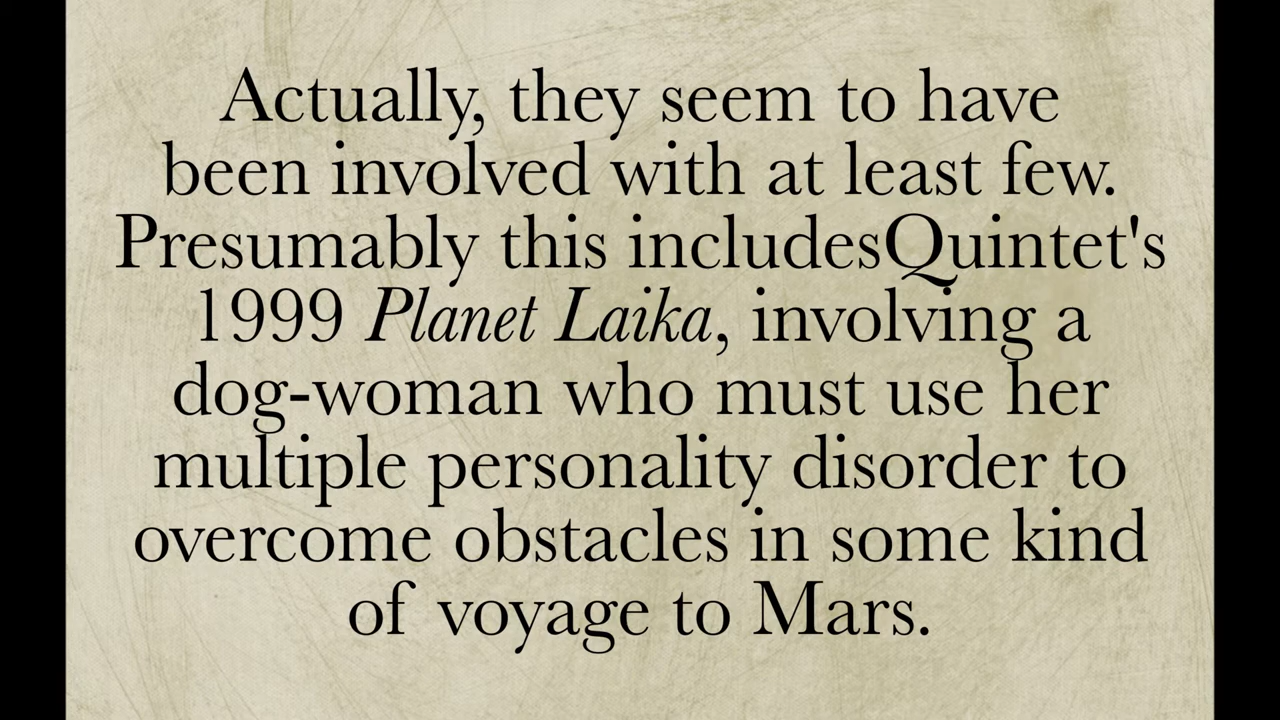 Actually, they seem to have
been involved with at least few.
Presumably this includesQuintet's
1999 Planet Laika, involving a
dog-woman who must use her
multiple personality disorder to
overcome obstacles in some kind
of voyage to Mars.